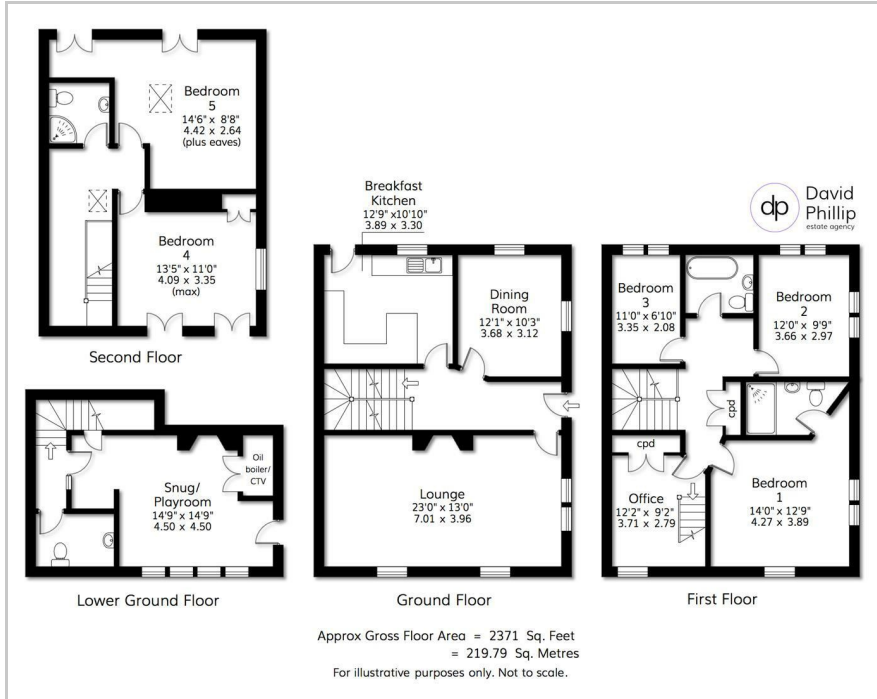 Bedroom
5
14'6" x 8'8"
4.42 x 2.64
(plus eaves)
Bedroom
4
13'5" x 11'0"
4.09 x 3.35
(max)
Second Floor
Breakfast
Kitchen
12'9" x10'10"
3.89 x 3.30
Dining
Room
12'1" x 10'3"
3.68 x 3.12
Lounge
23'0" x 13'0"
7.01 x 3.96
Ground Floor
dp
David
Phillip
estate agency
Bedroom
3
11'0" x 6'10"
3.35 x 2.08
Bedroom
2
12'0" x 9'9"
3.66 x 2.97
cpd
cpd
Office
12'2" x 9'2"
3.71 x 2.79
Bedroom
1
14'0" x 12'9"
4.27 x 3.89
First Floor
Snug/
Playroom
14'9" x 14'9"
4.50 x 4.50
Oil
boiler/
CTV
Lower Ground Floor
Approx Gross Floor Area = 2371 Sq. Feet
= 219.79 Sq. Metres
For illustrative purposes only. Not to scale.